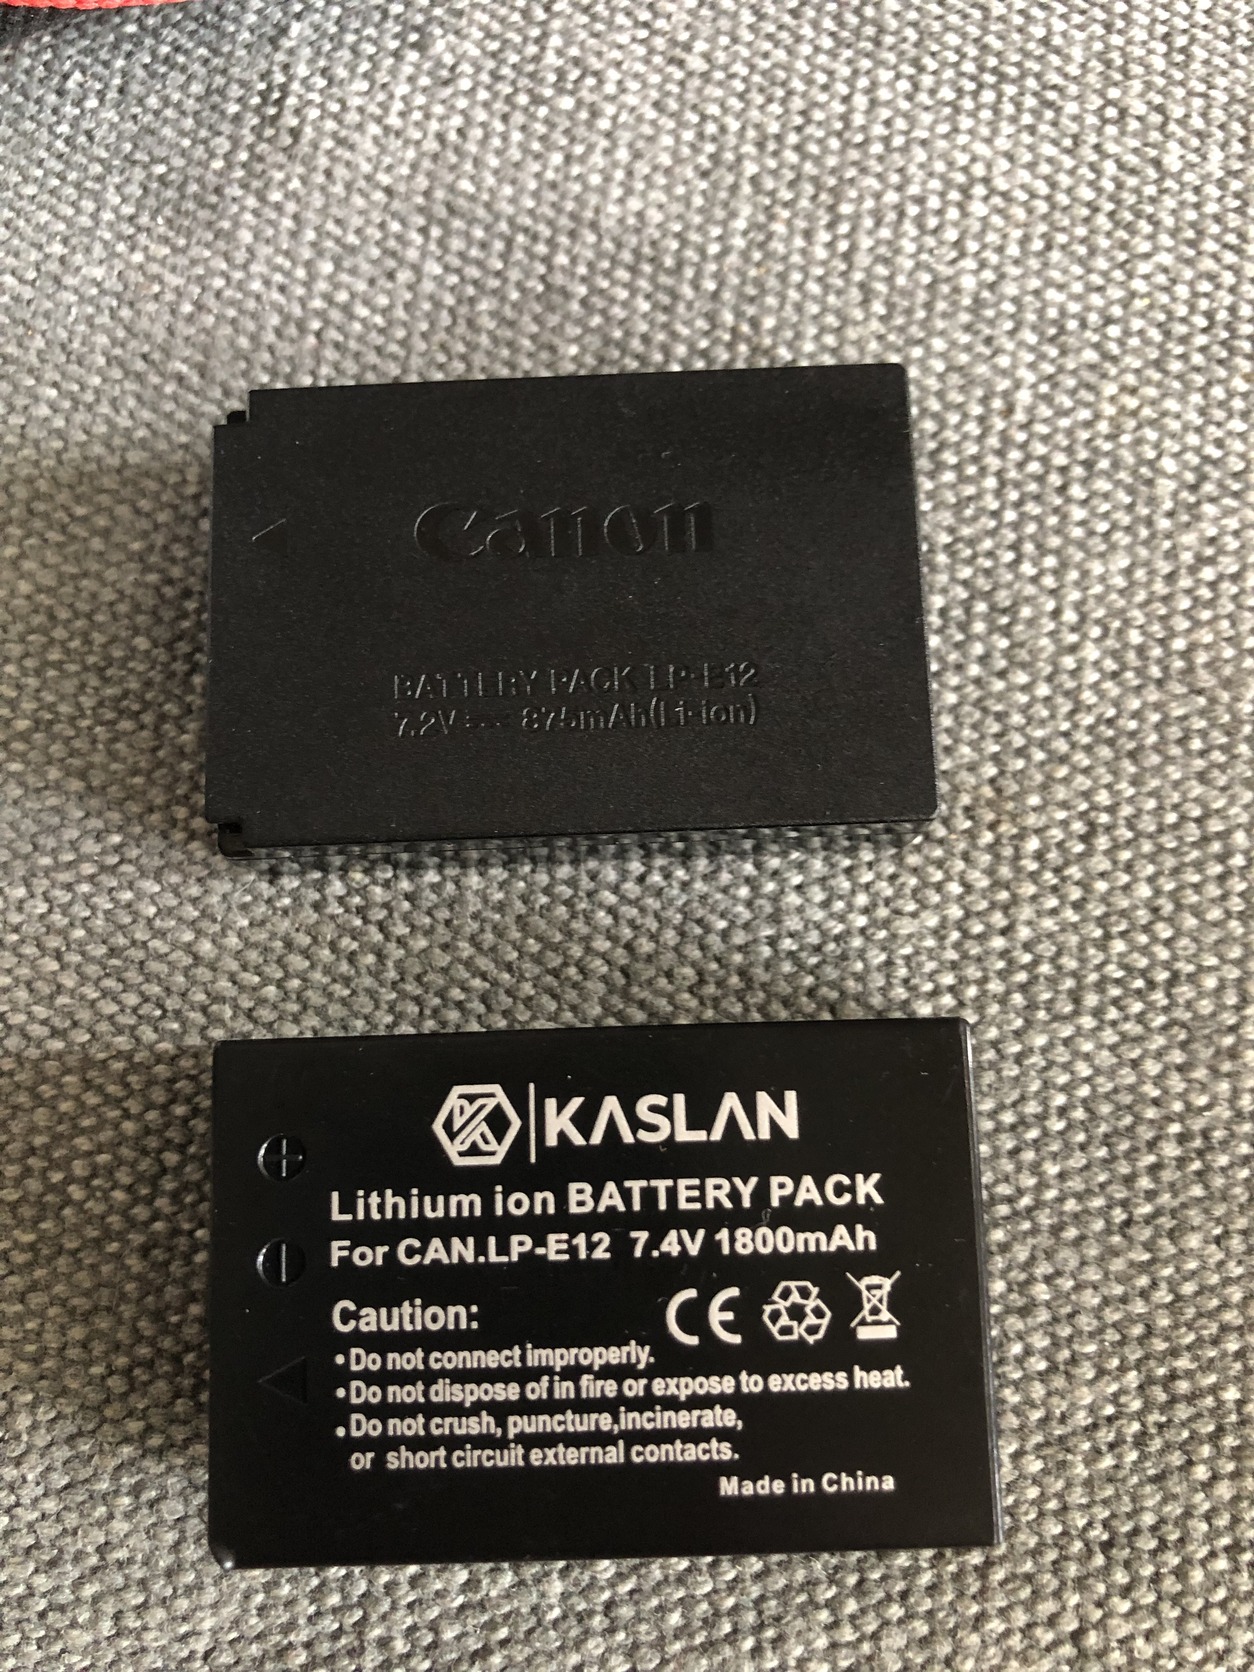 Canon
BATTERY PACK LP-E12
7.2V⎓ 875mAh(Li-ion)
KASLAN
Lithium ion BATTERY PACK
For CAN.LP-E12 7.4V 1800mAh
Caution:
CE
•Do not connect improperly.
•Do not dispose of in fire or expose to excess heat.
•Do not crush, puncture,incinerate,
or short circuit external contacts.
Made in China